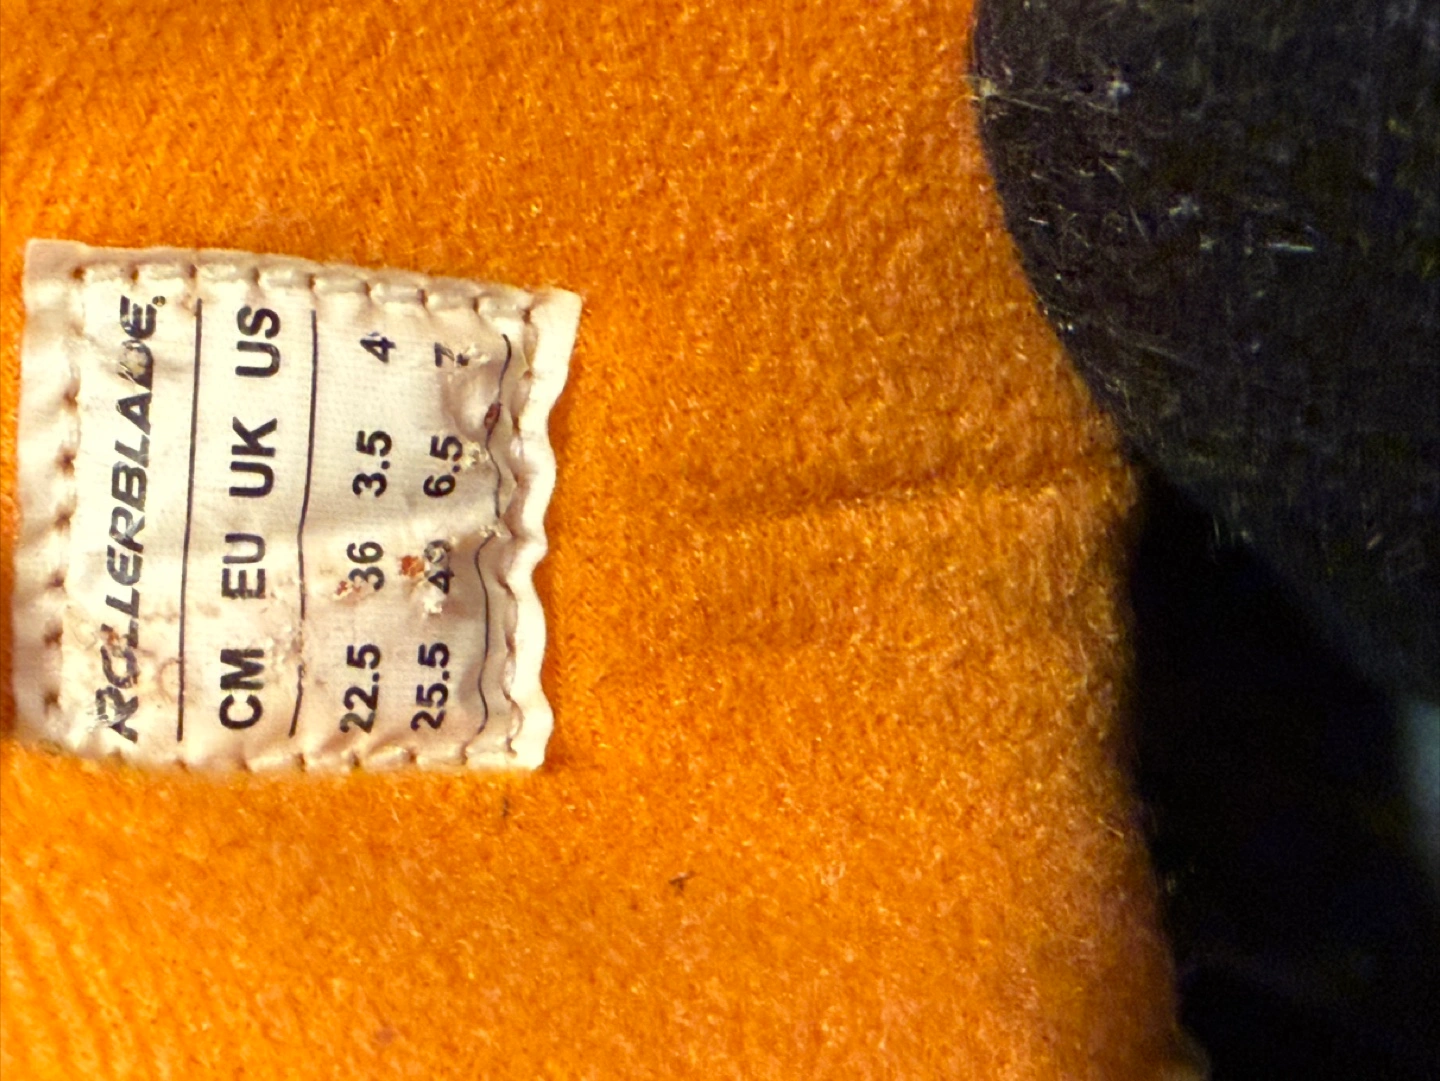 ROLLERBLADE®
CM EU UK US
22.5 36 3.5 4
25.5 40 6.5 7